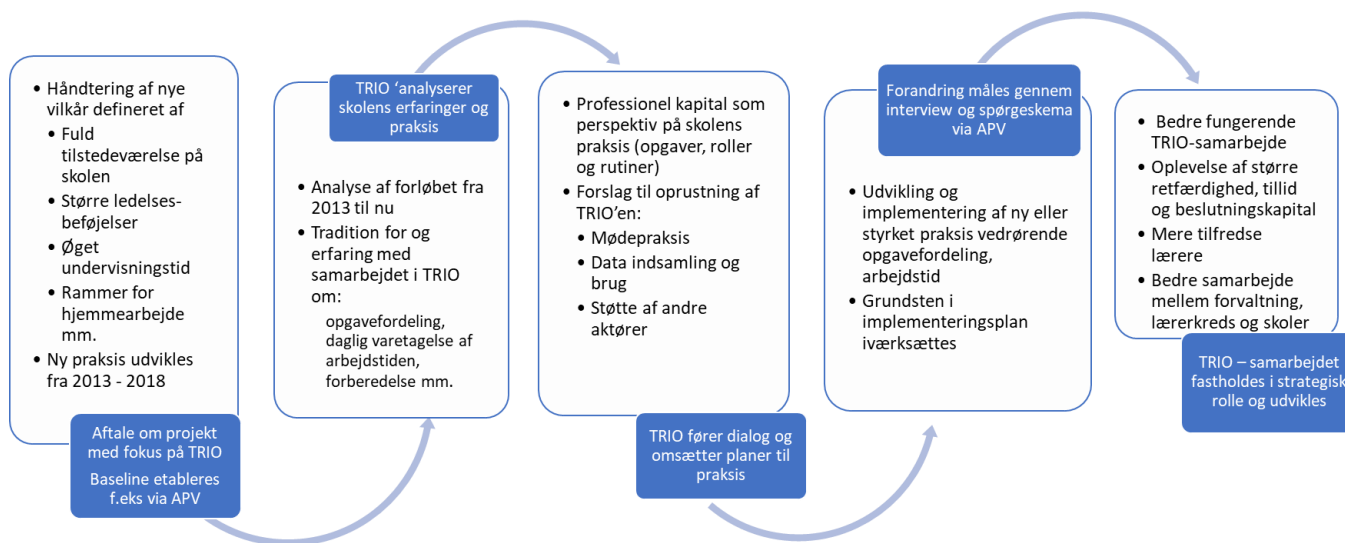 • Håndtering af nye
vilkår defineret af
• Fuld
tilstedeværelse på
skolen
• Større ledelses-
beføjelser
• Øget
undervisningstid
• Rammer for
hjemmearbejde
mm.
• Ny praksis udvikles
fra 2013 - 2018
Aftale om projekt
med fokus på TRIO
Baseline etableres
f.eks via APV
TRIO ‘analyserer
skolens erfaringer og
praksis
• Analyse af forløbet fra
2013 til nu
• Tradition for og
erfaring med
samarbejdet i TRIO
om:
opgavefordeling,
daglig varetagelse af
arbejdstiden,
forberedelse mm.
• Professionel kapital som
perspektiv på skolens
praksis (opgaver, roller
og rutiner)
• Forslag til oprustning af
TRIO’en:
• Mødepraksis
• Data indsamling og
brug
• Støtte af andre
aktører
TRIO fører dialog og
omsætter planer til
praksis
Forandring måles gennem
interview og spørgeskema
via APV
• Udvikling og
implementering af ny eller
styrket praksis vedrørende
opgavefordeling,
arbejdstid
• Grundsten i
implementeringsplan
iværksættes
• Bedre fungerende
TRIO-samarbejde
• Oplevelse af større
retfærdighed, tillid
og beslutningskapital
• Mere tilfredse
lærere
• Bedre samarbejde
mellem forvaltning,
lærerkreds og skoler
TRIO – samarbejdet
fastholdes i strategisk
rolle og udvikles